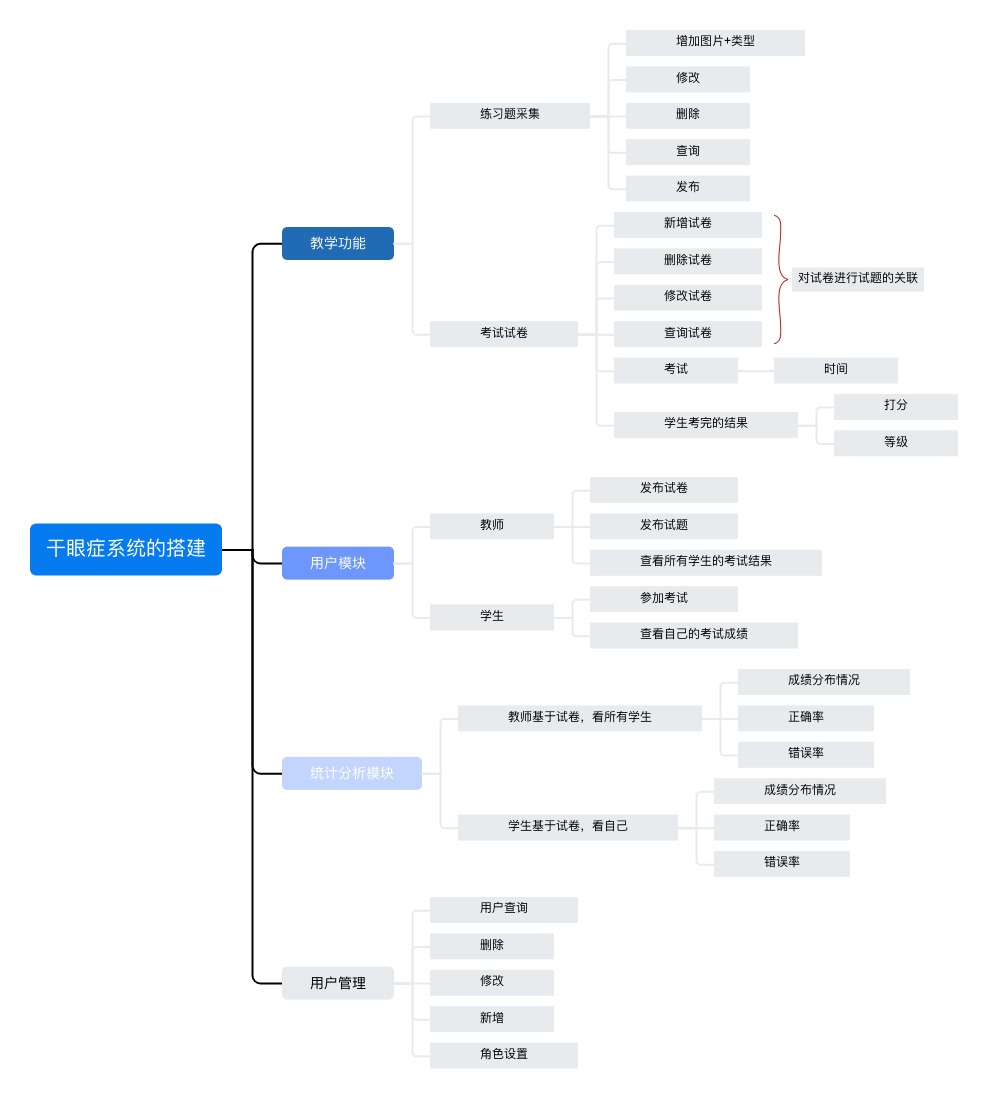 干眼症系统的搭建
教学功能
练习题采集
增加图片+类型
修改
删除
查询
发布
考试试卷
新增试卷
删除试卷
修改试卷
查询试卷
对试卷进行试题的关联
考试
时间
学生考完的结果
打分
等级
用户模块
教师
发布试卷
发布试题
查看所有学生的考试结果
学生
参加考试
查看自己的考试成绩
统计分析模块
教师基于试卷，看所有学生
成绩分布情况
正确率
错误率
学生基于试卷，看自己
成绩分布情况
正确率
错误率
用户管理
用户查询
删除
修改
新增
角色设置